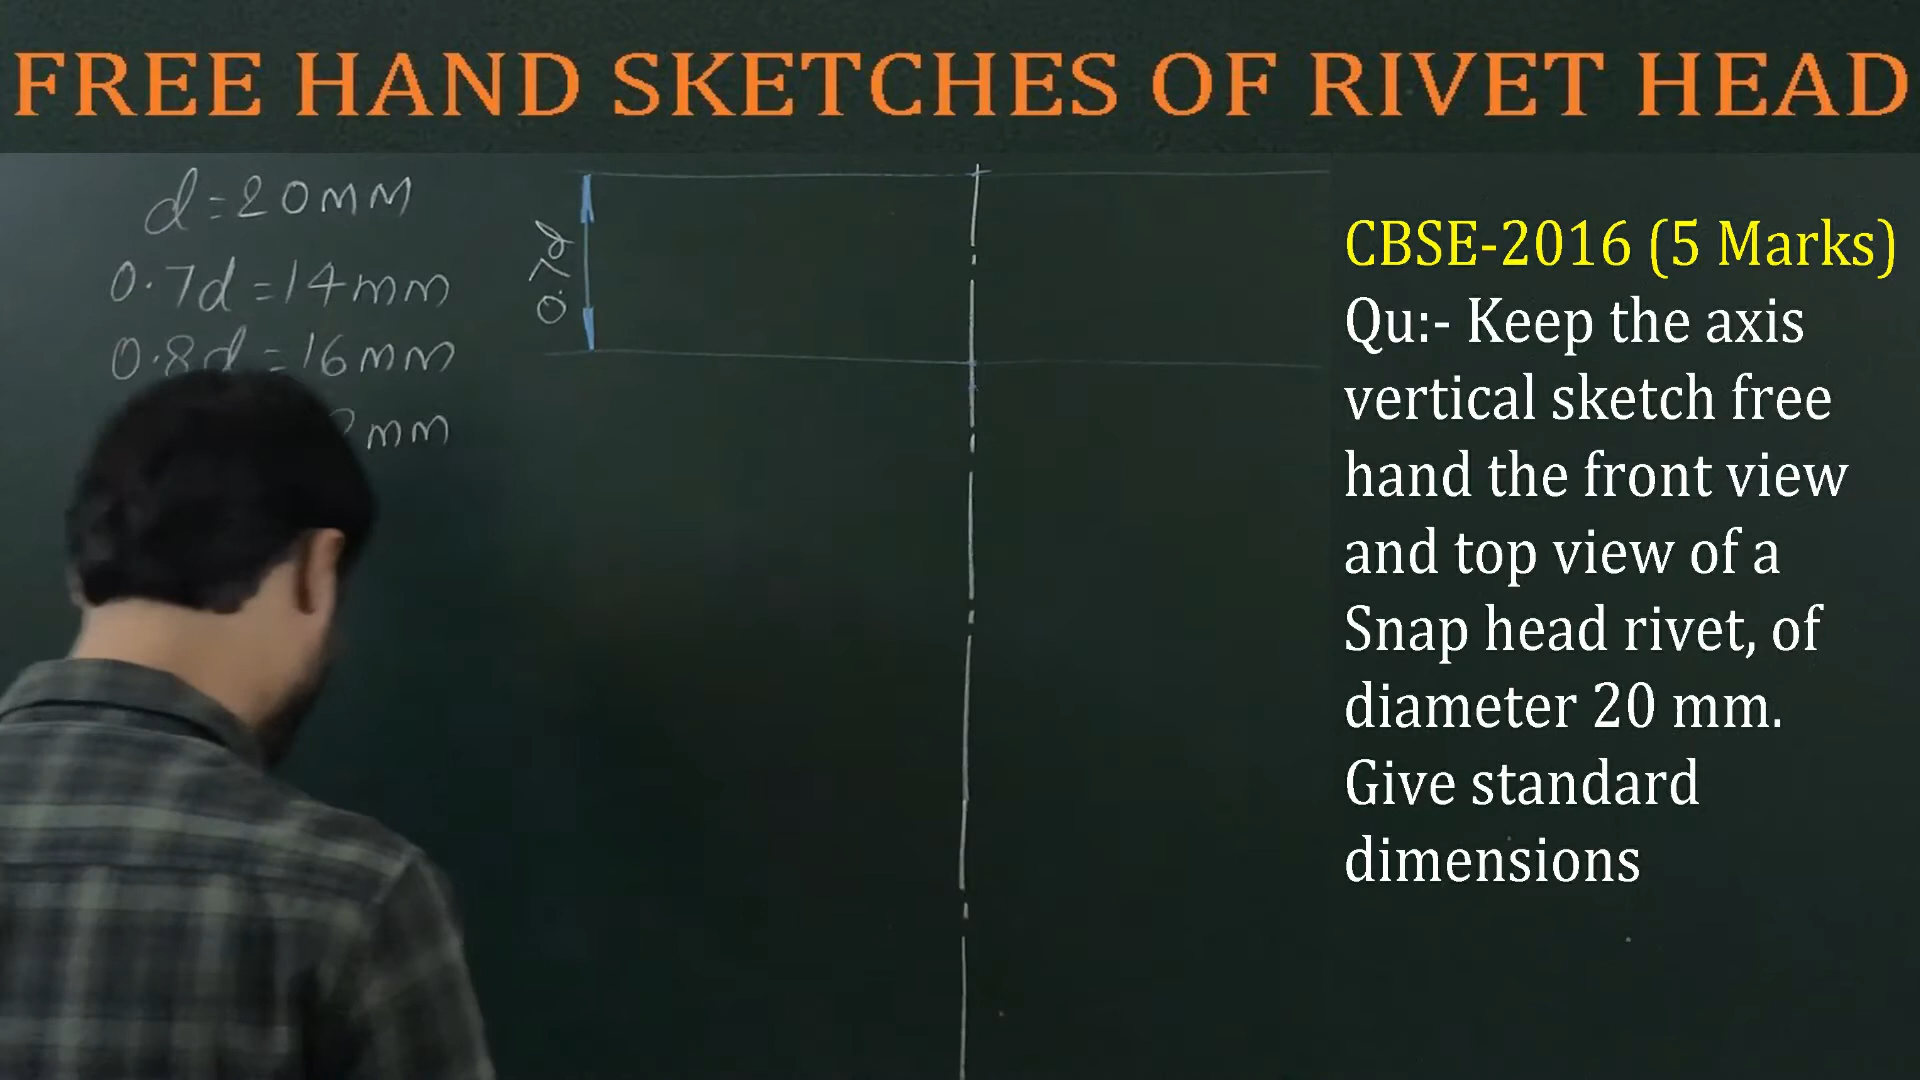 FREE HAND SKETCHES OF RIVET HEAD
d=20mm
0.7d=14mm
0.8d=16mm
mm
0.7d
CBSE-2016 (5 Marks)
Qu:- Keep the axis
vertical sketch free
hand the front view
and top view of a
Snap head rivet, of
diameter 20 mm.
Give standard
dimensions